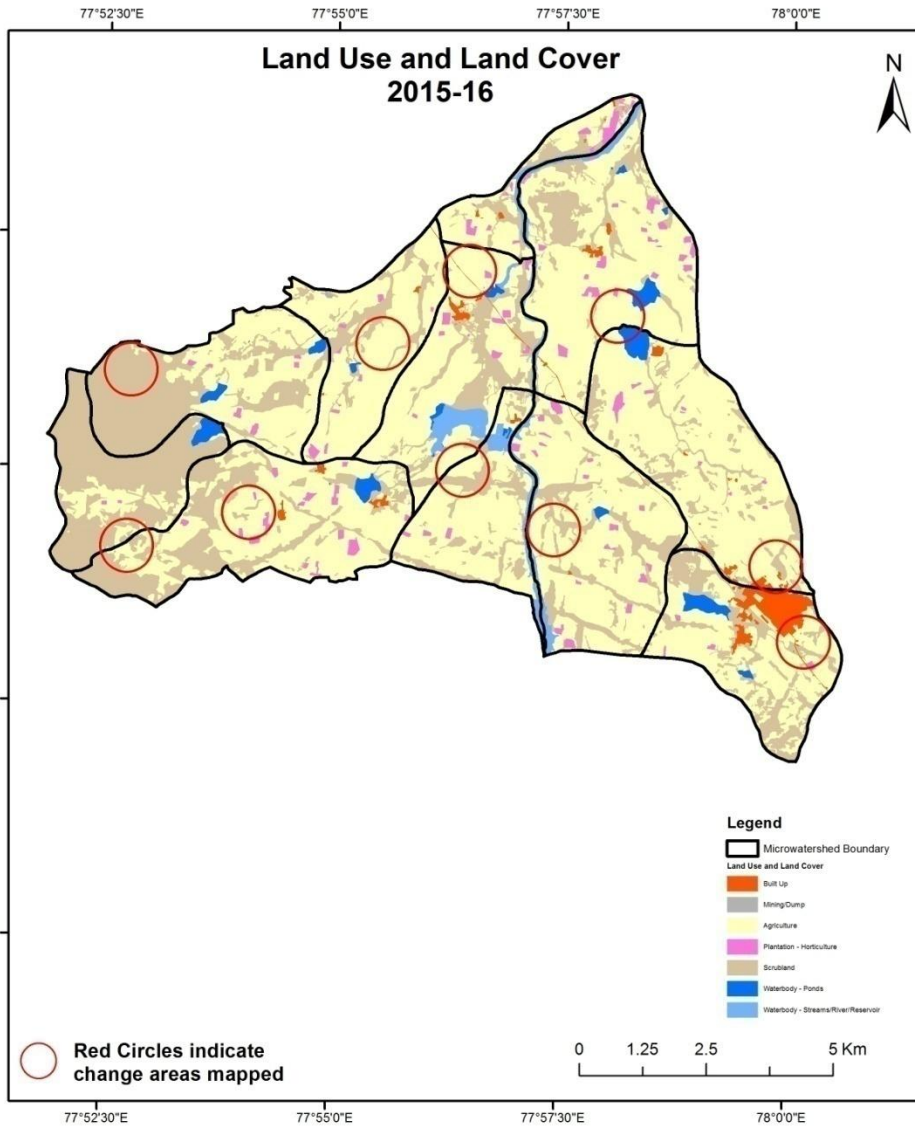 77°52'30"E 77°55'0"E 77°57'30"E 78°0'0"E
Land Use and Land Cover
2015-16
N
Legend
Microwatershed Boundary
Land Use and Land Cover
Built Up
Mining/Dump
Agriculture
Plantation - Horticulture
Scrubland
Waterbody - Ponds
Waterbody - Streams/River/Reservoir
Red Circles indicate
change areas mapped
0 1.25 2.5 5 Km
77°52'30"E 77°55'0"E 77°57'30"E 78°0'0"E